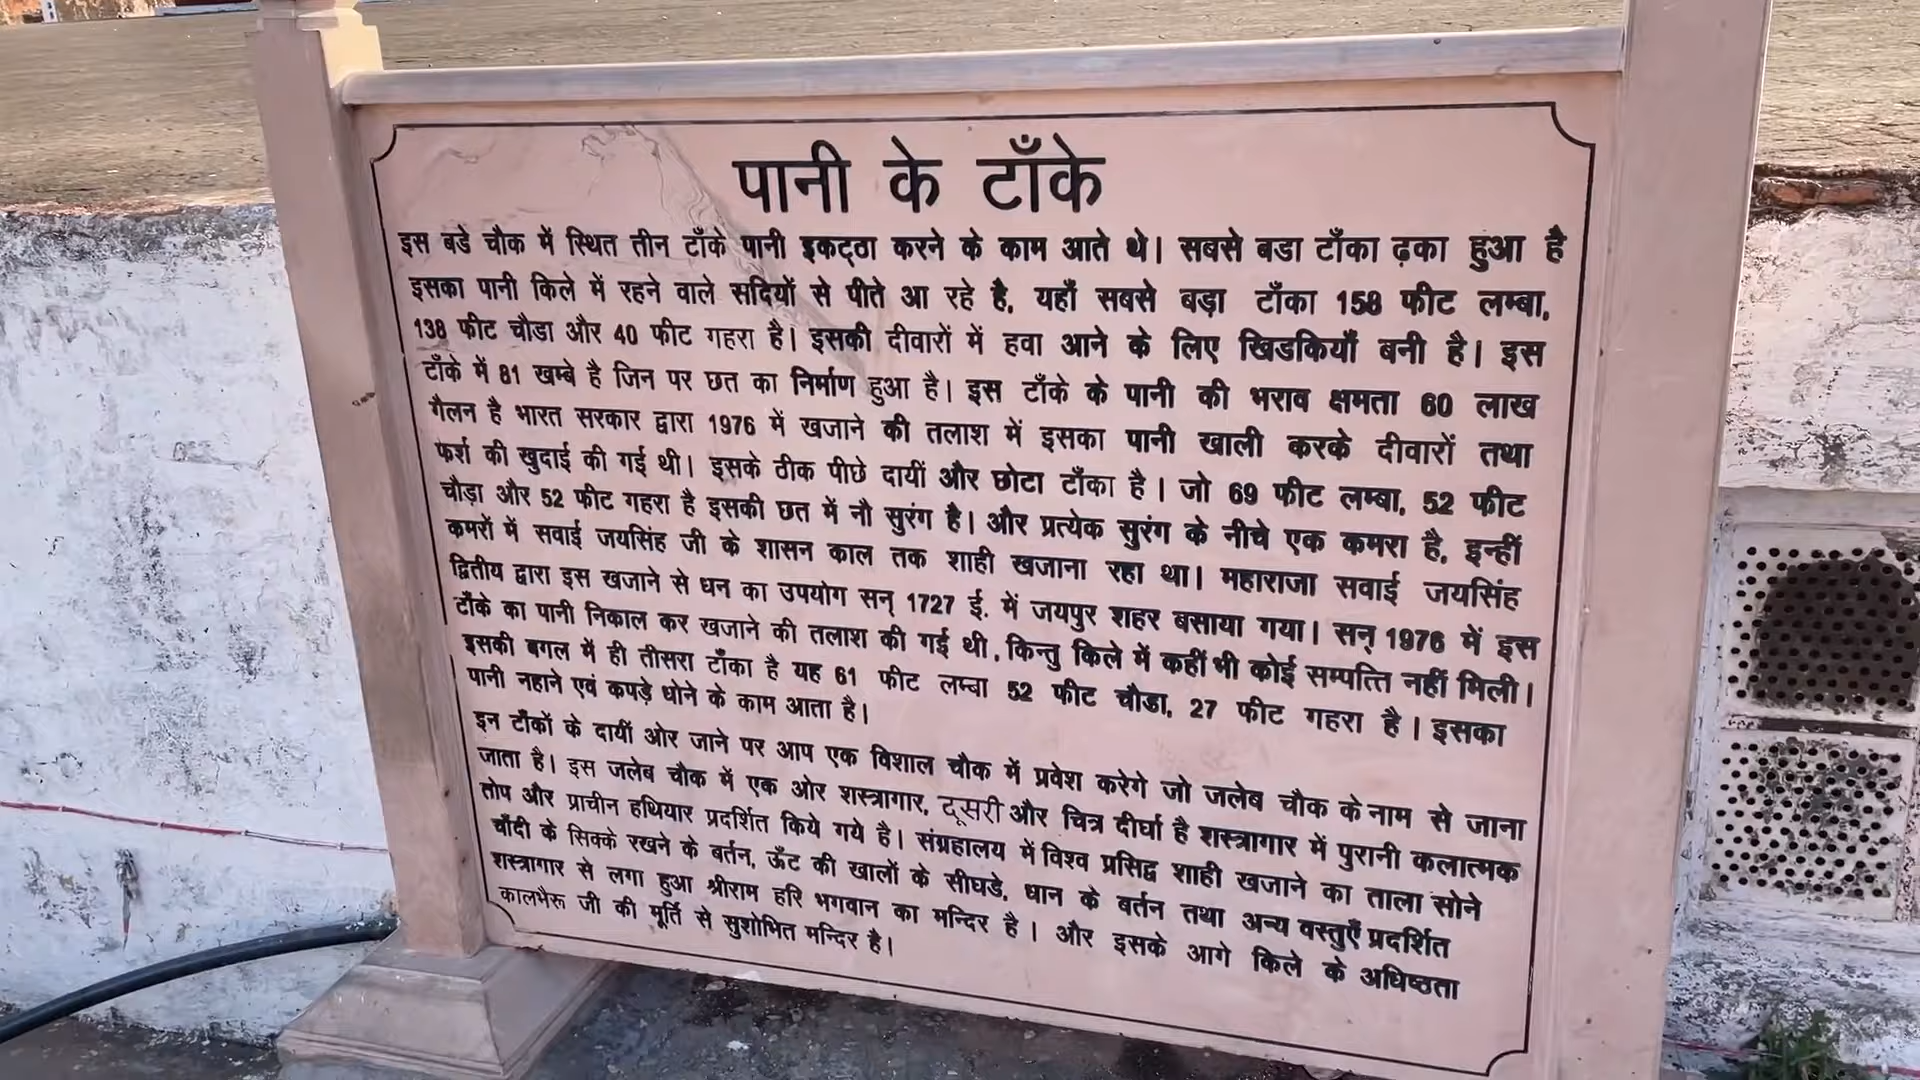 पानी के टाँके
इस बडे चौक में स्थित तीन टाँके पानी इकट्ठा करने के काम आते थे। सबसे बडा टाँका ढ़का हुआ है
इसका पानी किले में रहने वाले सदियों से पीते आ रहे है, यहाँ सबसे बड़ा टाँका 158 फीट लम्बा,
138 फीट चौडा और 40 फीट गहरा है। इसकी दीवारों में हवा आने के लिए खिडकियाँ बनी है। इस
टाँके में 81 खम्बे है जिन पर छत का निर्माण हुआ है। इस टाँके के पानी की भराव क्षमता 60 लाख
गैलन है भारत सरकार द्वारा 1976 में खजाने की तलाश में इसका पानी खाली करके दीवारों तथा
फर्श की खुदाई की गई थी। इसके ठीक पीछे दायीं और छोटा टाँका है। जो 69 फीट लम्बा, 52 फीट
चौड़ा और 52 फीट गहरा है इसकी छत में नौ सुरंग है। और प्रत्येक सुरंग के नीचे एक कमरा है, इन्हीं
कमरों में सवाई जयसिंह जी के शासन काल तक शाही खजाना रहा था। महाराजा सवाई जयसिंह
द्वितीय द्वारा इस खजाने से धन का उपयोग सन् 1727 ई. में जयपुर शहर बसाया गया। सन् 1976 में इस
टाँके का पानी निकाल कर खजाने की तलाश की गई थी, किन्तु किले में कहीं भी कोई सम्पत्ति नहीं मिली।
इसकी बगल में ही तीसरा टाँका है यह 61 फीट लम्बा 52 फीट चौडा, 27 फीट गहरा है। इसका
पानी नहाने एवं कपड़े धोने के काम आता है।
इन टाँकों के दायीं ओर जाने पर आप एक विशाल चौक में प्रवेश करेगे जो जलेब चौक के नाम से जाना
जाता है। इस जलेब चौक में एक ओर शस्त्रागार, दूसरी और चित्र दीर्घा है शस्त्रागार में पुरानी कलात्मक
तोप और प्राचीन हथियार प्रदर्शित किये गये है। संग्रहालय में विश्व प्रसिद्व शाही खजाने का ताला सोने
चाँदी के सिक्के रखने के बर्तन, ऊँट की खालों के सीघडे, धान के बर्तन तथा अन्य वस्तुएँ प्रदर्शित
शस्त्रागार से लगा हुआ श्रीराम हरि भगवान का मन्दिर है। और इसके आगे किले के अधिष्ठता
कालभैरू जी की मूर्ति से सुशोभित मन्दिर है।